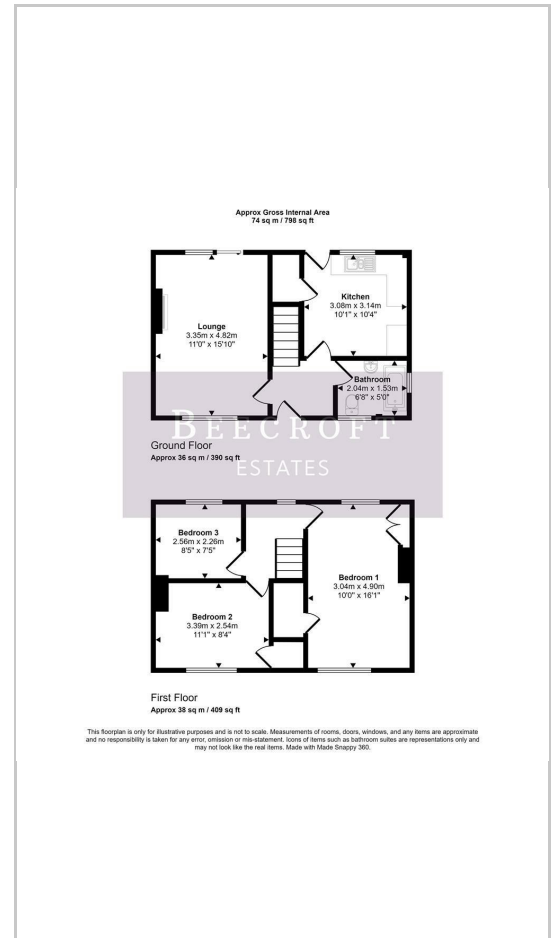 Approx Gross Internal Area
74 sq m / 798 sq ft
Kitchen
3.08m x 3.14m
10'1" x 10'4"
Lounge
3.35m x 4.82m
11'0" x 15'10"
Bathroom
2.04m x 1.53m
6'8" x 5'0"
BEECROFT
ESTATES
Ground Floor
Approx 36 sq m / 390 sq ft
Bedroom 3
2.56m x 2.26m
8'5" x 7'5"
Bedroom 1
3.04m x 4.90m
10'0" x 16'1"
Bedroom 2
3.39m x 2.54m
11'1" x 8'4"
First Floor
Approx 38 sq m / 409 sq ft
This floorplan is only for illustrative purposes and is not to scale. Measurements of rooms, doors, windows, and any items are approximate
and no responsibility is taken for any error, omission or mis-statement. Icons of items such as bathroom suites are representations only and
may not look like the real items. Made with Made Snappy 360.